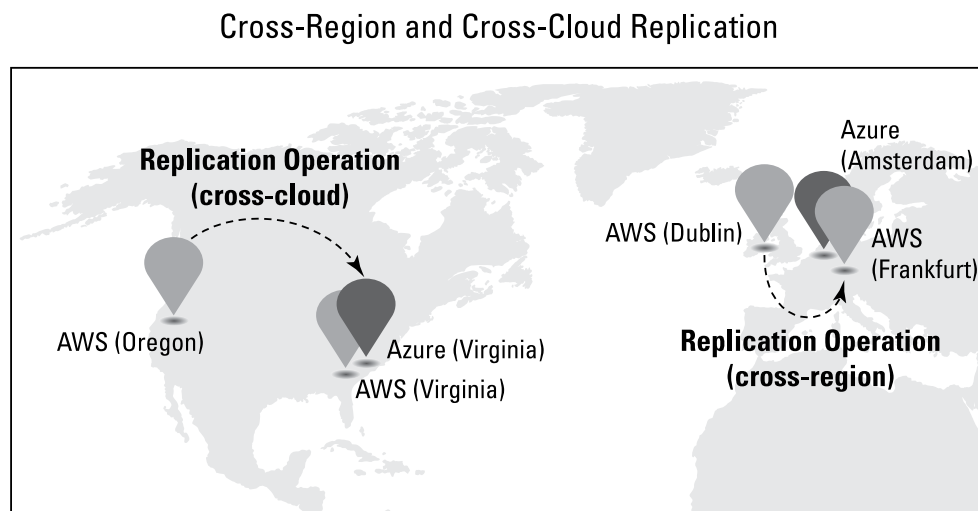 Cross-Region and Cross-Cloud Replication
Replication Operation
(cross-cloud)
AWS (Oregon)
Azure (Virginia)
AWS (Virginia)
Azure
(Amsterdam)
AWS (Dublin)
AWS
(Frankfurt)
Replication Operation
(cross-region)